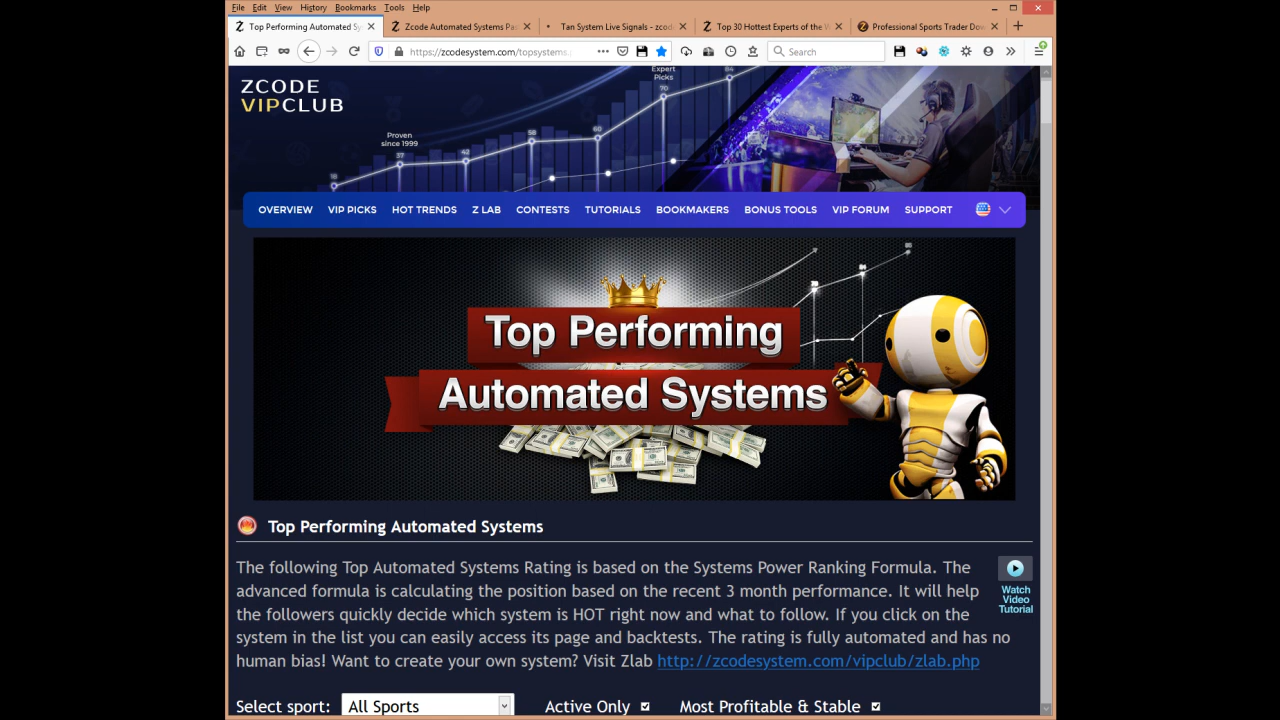 File Edit View History Bookmarks Tools Help
Top Performing Automated Sy
Zcode Automated Systems Pa
Tan System Live Signals – zcod
Top 30 Hottest Experts of the W
Professional Sports Trader Dow
https://zcodesystem.com/topsystems.
Search
ZCODE
VIPCLUB
Proven
since 1999
Expert
Picks
18
37
42
58
60
70
84
OVERVIEW VIP PICKS HOT TRENDS Z LAB CONTESTS TUTORIALS BOOKMAKERS BONUS TOOLS VIP FORUM SUPPORT
Top Performing
Automated Systems
Top Performing Automated Systems
The following Top Automated Systems Rating is based on the Systems Power Ranking Formula. The
advanced formula is calculating the position based on the recent 3 month performance. It will help
the followers quickly decide which system is HOT right now and what to follow. If you click on the
system in the list you can easily access its page and backtests. The rating is fully automated and has no
human bias! Want to create your own system? Visit Zlab http://zcodesystem.com/vipclub/zlab.php
Watch
Video
Tutorial
Select sport: All Sports Active Only Most Profitable & Stable